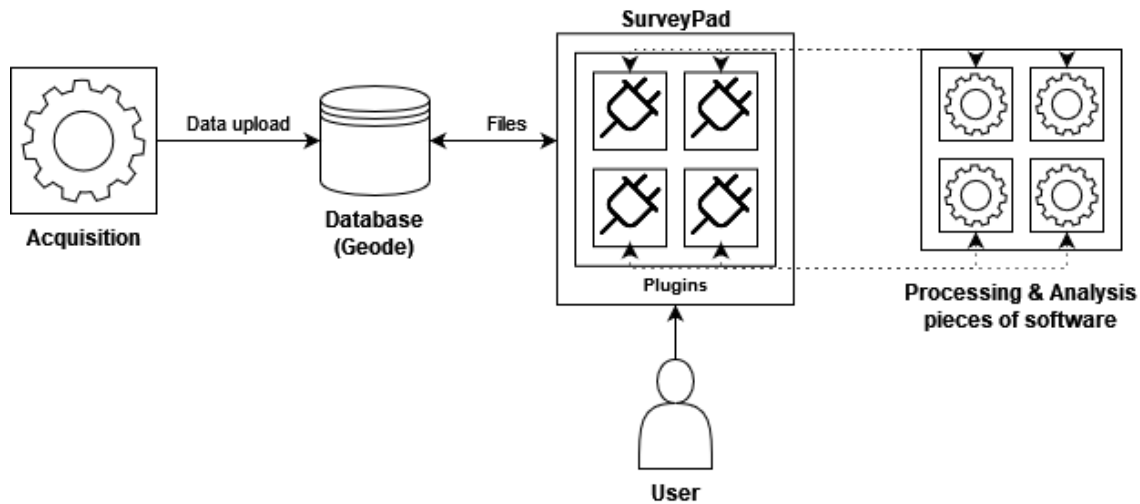 SurveyPad
Data upload
Files
Acquisition
Database
(Geode)
Plugins
Processing & Analysis
pieces of software
User